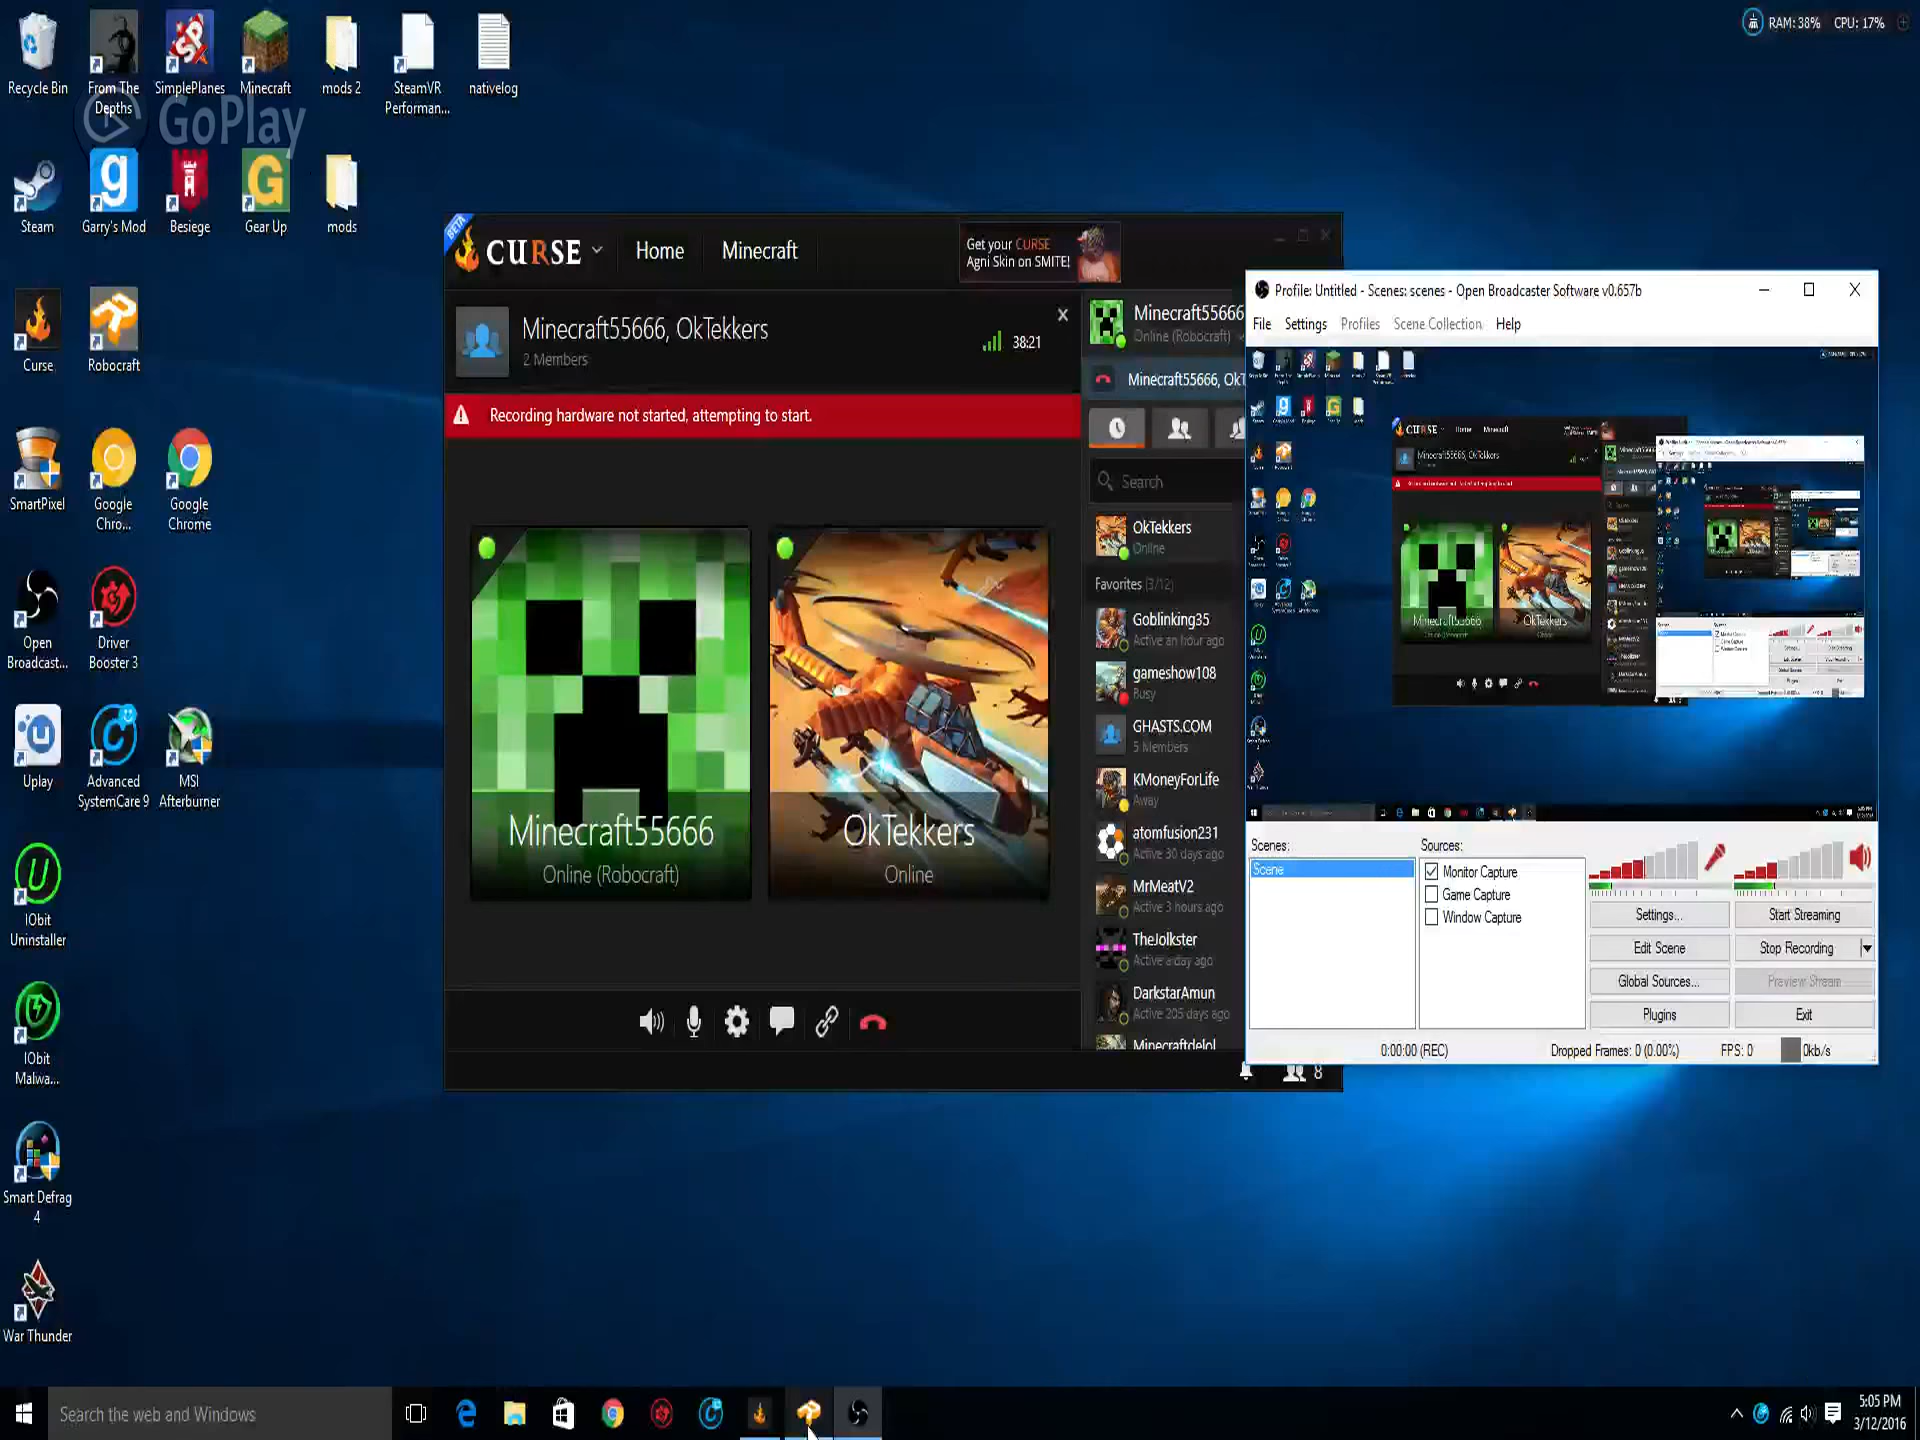 RAM: 38% CPU: 17%
Recycle Bin
From The Depths
SimplePlanes
Minecraft
mods 2
SteamVR Performan...
nativelog
GoPlay
Steam
Garry's Mod
Besiege
Gear Up
mods
Curse
Robocraft
SmartPixel
Google Chro...
Google Chrome
Open Broadcast...
Driver Booster 3
Uplay
Advanced SystemCare 9
MSI Afterburner
IObit Uninstaller
IObit Malwa...
Smart Defrag 4
War Thunder
BETA
CURSE
Home
Minecraft
Get your CURSE
Agni Skin on SMITE!
Minecraft55666, OkTekkers
2 Members
38:21
Recording hardware not started, attempting to start.
Minecraft55666
Online (Robocraft)
OkTekkers
Online
Minecraft55666
Online (Robocraft)
Minecraft55666, OkT
Search
OkTekkers
Online
Favorites (3/12)
Goblinking35
Active an hour ago
gameshow108
Busy
GHASTS.COM
5 Members
KMoneyForLife
Away
atomfusion231
Active 30 days ago
MrMeatV2
Active 3 hours ago
TheJolkster
Active a day ago
DarkstarAmun
Active 205 days ago
Minecraftdelol
8
Profile: Untitled - Scenes: scenes - Open Broadcaster Software v0.657b
File Settings Profiles Scene Collection Help
CURSE Home Minecraft
Minecraft55666, OkTekkers
Minecraft55666
OkTekkers
Scenes:
Scene
Sources:
Monitor Capture
Game Capture
Window Capture
Settings...
Start Streaming
Edit Scene
Stop Recording
Global Sources...
Preview Stream
Plugins
Exit
0:00:00 (REC)
Dropped Frames: 0 (0.00%)
FPS: 0
0kb/s
Search the web and Windows
5:05 PM
3/12/2016